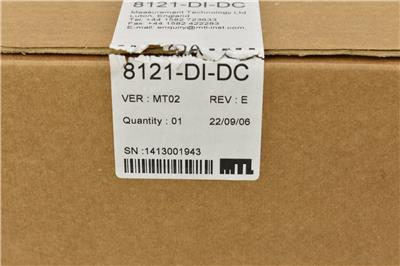 8121-DI-DC
Measurement Technology Ltd
Luton, England
Tel +44 1582 723633
Fax +44 1582 422283
E-mail: enquiry@mtl-inst.com
8121-DI-DC
VER : MT02 REV : E
Quantity : 01 22/09/06
SN :1413001943
MTL